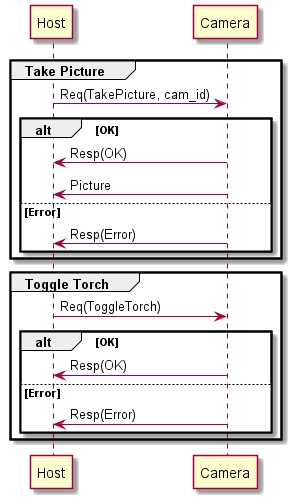 Host Camera
Take Picture
Req(TakePicture, cam_id)
alt [OK]
Resp(OK)
Picture
[Error]
Resp(Error)
Toggle Torch
Req(ToggleTorch)
alt [OK]
Resp(OK)
[Error]
Resp(Error)
Host Camera